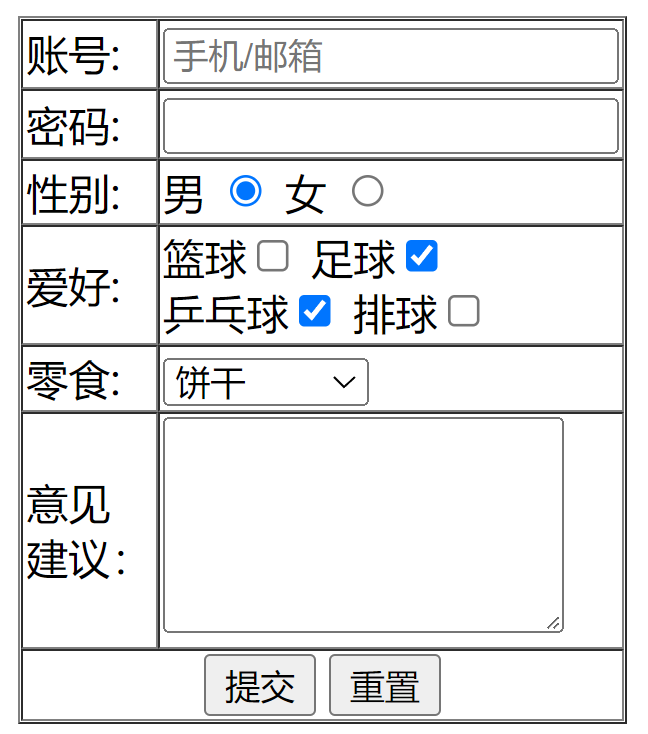 账号: 手机/邮箱
密码:
性别: 男 女
爱好: 篮球 足球
乒乓球 排球
零食: 饼干
意见
建议:
提交 重置